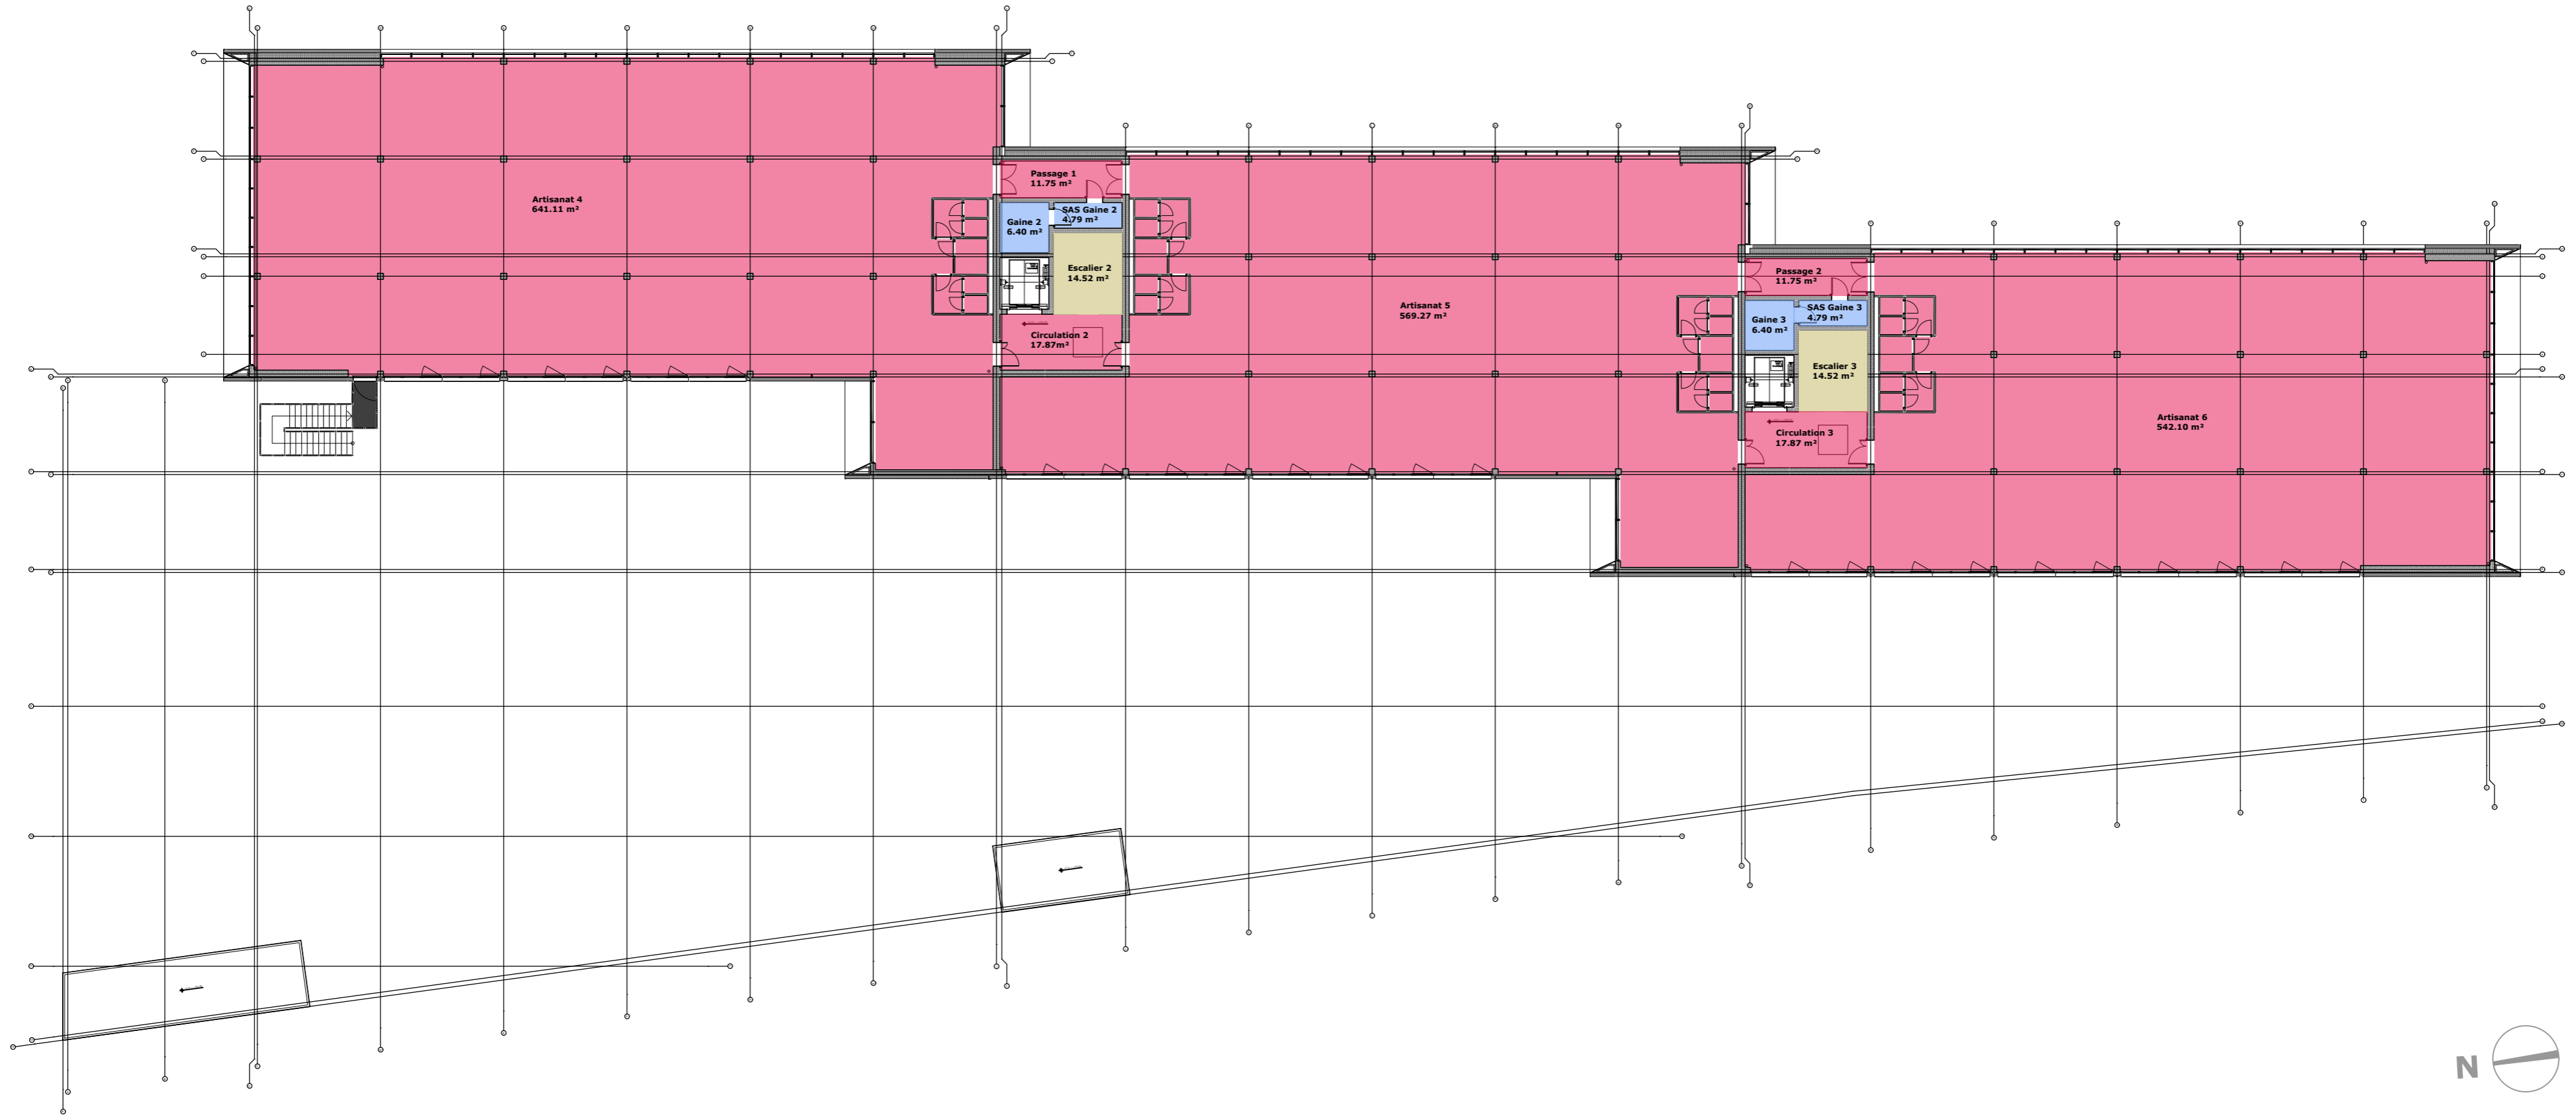 Artisanat 4
641.11 m²
Passage 1
11.75 m²
Gaine 2
6.40 m²
SAS Gaine 2
4.79 m²
Escalier 2
14.52 m²
Circulation 2
17.87m²
Artisanat 5
569.27 m²
Passage 2
11.75 m²
Gaine 3
6.40 m²
SAS Gaine 3
4.79 m²
Escalier 3
14.52 m²
Circulation 3
17.87 m²
Artisanat 6
542.10 m²
N